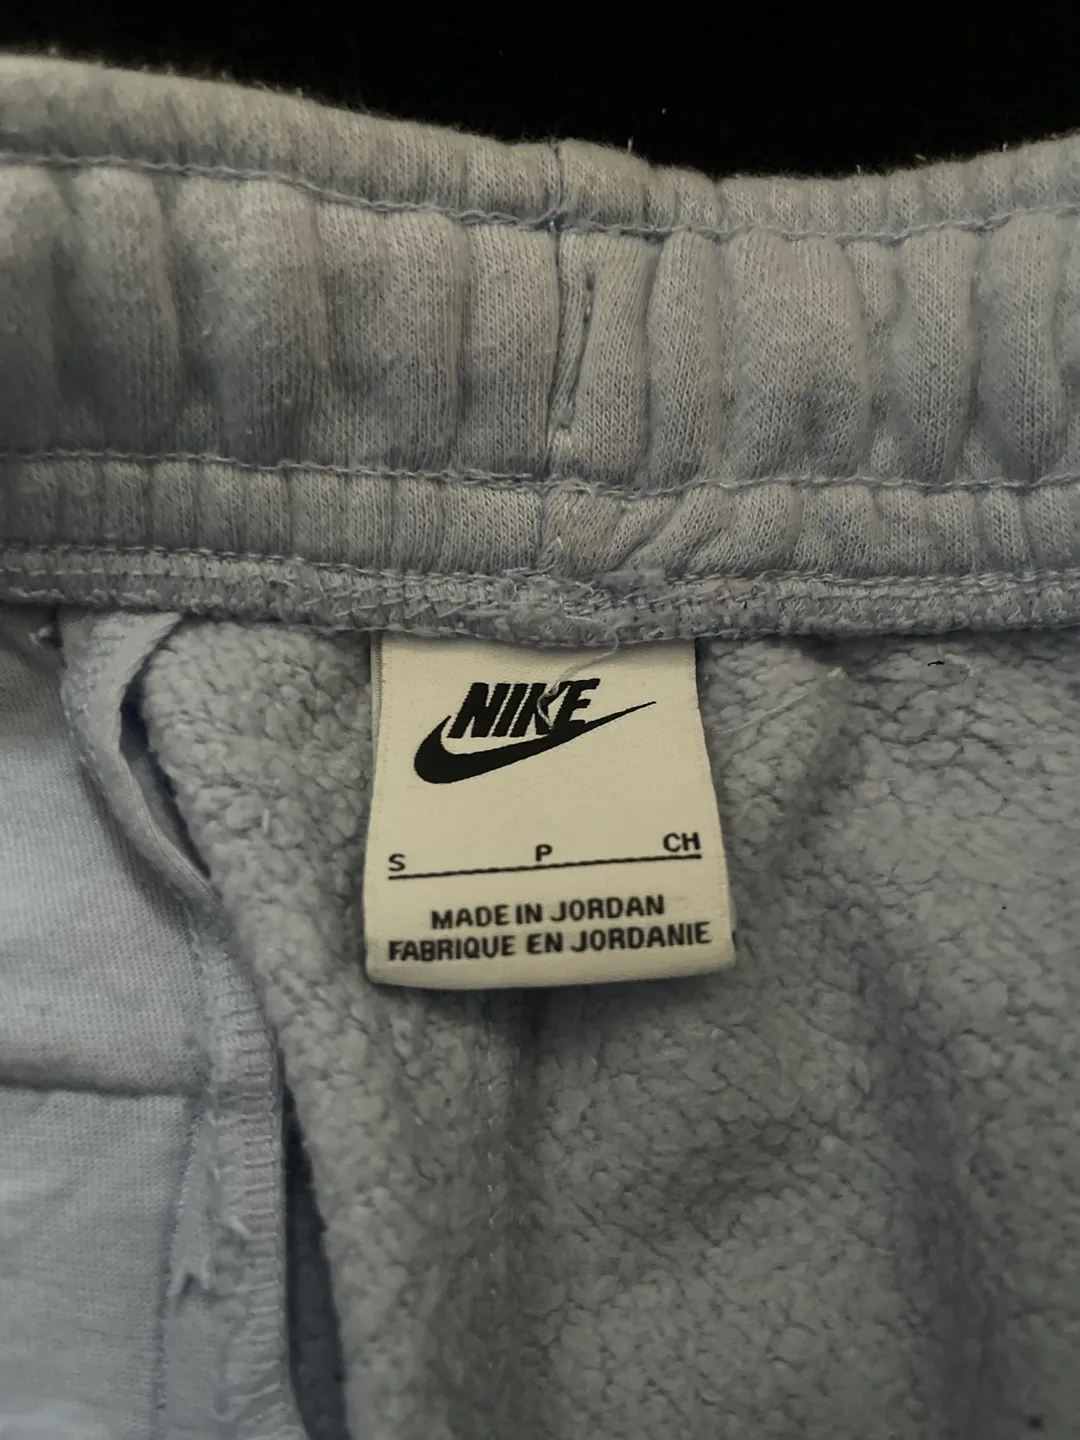 NIKE
S P CH
MADE IN JORDAN
FABRIQUE EN JORDANIE